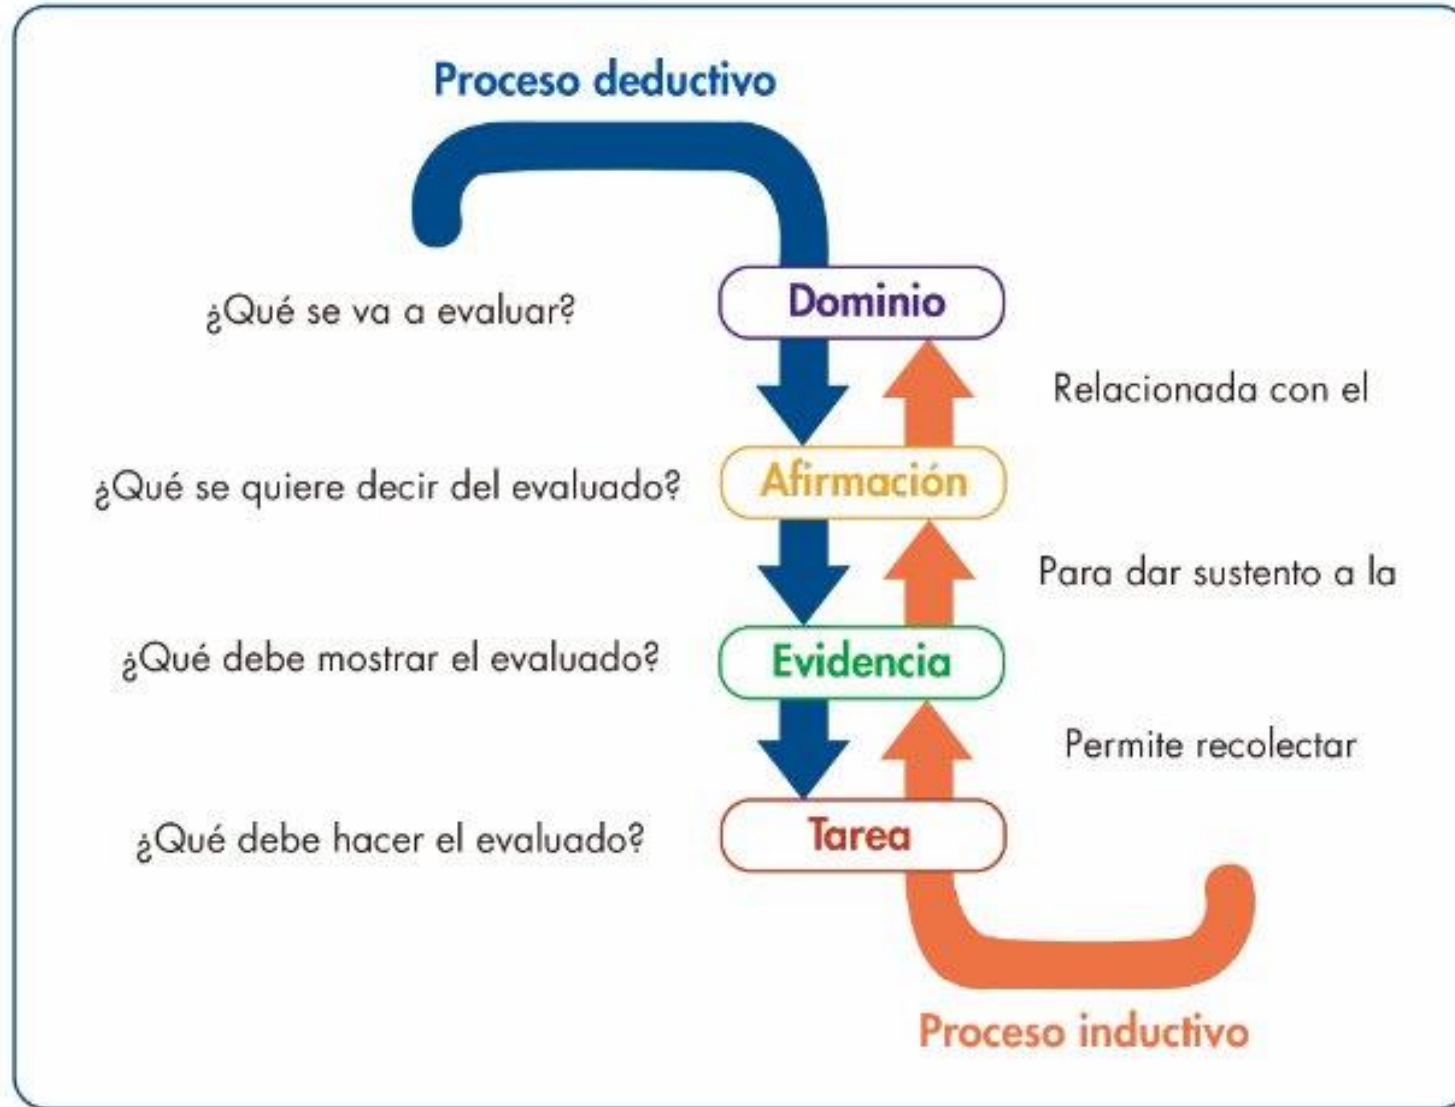 Proceso deductivo
¿Qué se va a evaluar?
Dominio
Relacionada con el
¿Qué se quiere decir del evaluado?
Afirmación
Para dar sustento a la
¿Qué debe mostrar el evaluado?
Evidencia
Permite recolectar
¿Qué debe hacer el evaluado?
Tarea
Proceso inductivo